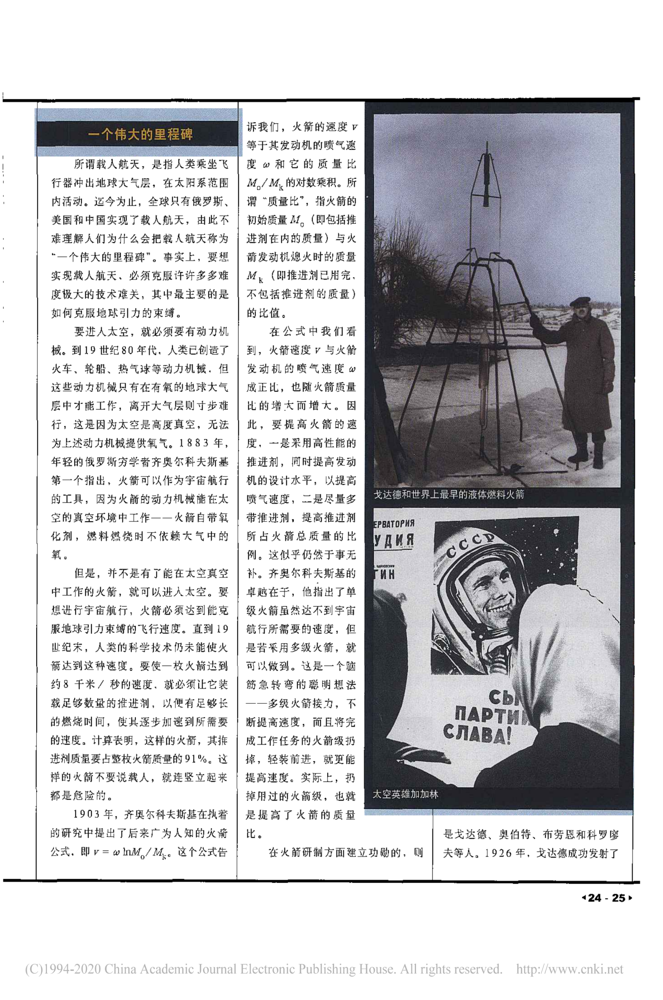 一个伟大的里程碑
所谓载人航天，是指人类乘坐飞
行器冲出地球大气层，在太阳系范围
内活动。迄今为止，全球只有俄罗斯、
美国和中国实现了载人航天，由此不
难理解人们为什么会把载人航天称为
“一个伟大的里程碑”。事实上，要想
实现载人航天、必须克服许许多多难
度极大的技术难关，其中最主要的是
如何克服地球引力的束缚。
要进人太空，就必须要有动力机
械。到19世纪80年代，人类已创造了
火车、轮船、热气球等动力机械，但
这些动力机械只有在有氧的地球大气
层中才能工作，离开大气层则寸步难
行，这是因为太空是高度真空，无法
为上述动力机械提供氧气。1883年，
年轻的俄罗斯穷学者齐奥尔科夫斯基
第一个指出，火箭可以作为宇宙航行
的工具，因为火箭的动力机械能在太
空的真空环境中工作——火箭自带氧
化剂，燃料燃烧时不依赖大气中的
氧。
但是，并不是有了能在太空真空
中工作的火箭，就可以进入太空。要
想进行宇宙航行，火箭必须达到能克
服地球引力束缚的飞行速度。直到19
世纪末，人类的科学技术仍未能使火
箭达到这种速度。要使一枚火箭达到
约8千米/秒的速度，就必须让它装
载足够数量的推进剂，以便有足够长
的燃烧时间，使其逐步加速到所需要
的速度。计算表明，这样的火箭，其推
进剂质量要占整枚火箭质量的91%。这
样的火箭不要说载人，就连竖立起来
都是危险的。
1903年，齐奥尔科夫斯基在执着
的研究中提出了后来广为人知的火箭
公式，即v=ωlnM₀/Mₖ。这个公式告
诉我们，火箭的速度v
等于其发动机的喷气速
度ω和它的质量比
M₀/Mₖ的对数乘积。所
谓“质量比”，指火箭的
初始质量M₀（即包括推
进剂在内的质量）与火
箭发动机熄火时的质量
Mₖ（即推进剂已用完，
不包括推进剂的质量）
的比值。
在公式中我们看
到，火箭速度v与火箭
发动机的喷气速度ω
成正比，也随火箭质量
比的增大而增大。因
此，要提高火箭的速
度，一是采用高性能的
推进剂，同时提高发动
机的设计水平，以提高
喷气速度，二是尽量多
带推进剂，提高推进剂
所占火箭总质量的比
例。这似乎仍然于事无
补。齐奥尔科夫斯基的
卓越在于，他指出了单
级火箭虽然达不到宇宙
航行所需要的速度，但
是若采用多级火箭，就
可以做到。这是一个脑
筋急转弯的聪明想法
——多级火箭接力，不
断提高速度，而且将完
成工作任务的火箭级扔
掉，轻装前进，就更能
提高速度。实际上，扔
掉用过的火箭级，也就
是提高了火箭的质量
比。
在火箭研制方面建立功勋的，则
戈达德和世界上最早的液体燃料火箭
ЕРВАТОРИЯ
УДИЯ
ЧАЙКОВСКИЙ
ГИН
СССР
СЫ
ПАРТИИ
СЛАВА!
太空英雄加加林
是戈达德、奥伯特、布劳恩和科罗廖
夫等人。1926年，戈达德成功发射了
24 - 25
(C)1994-2020 China Academic Journal Electronic Publishing House. All rights reserved. http://www.cnki.net